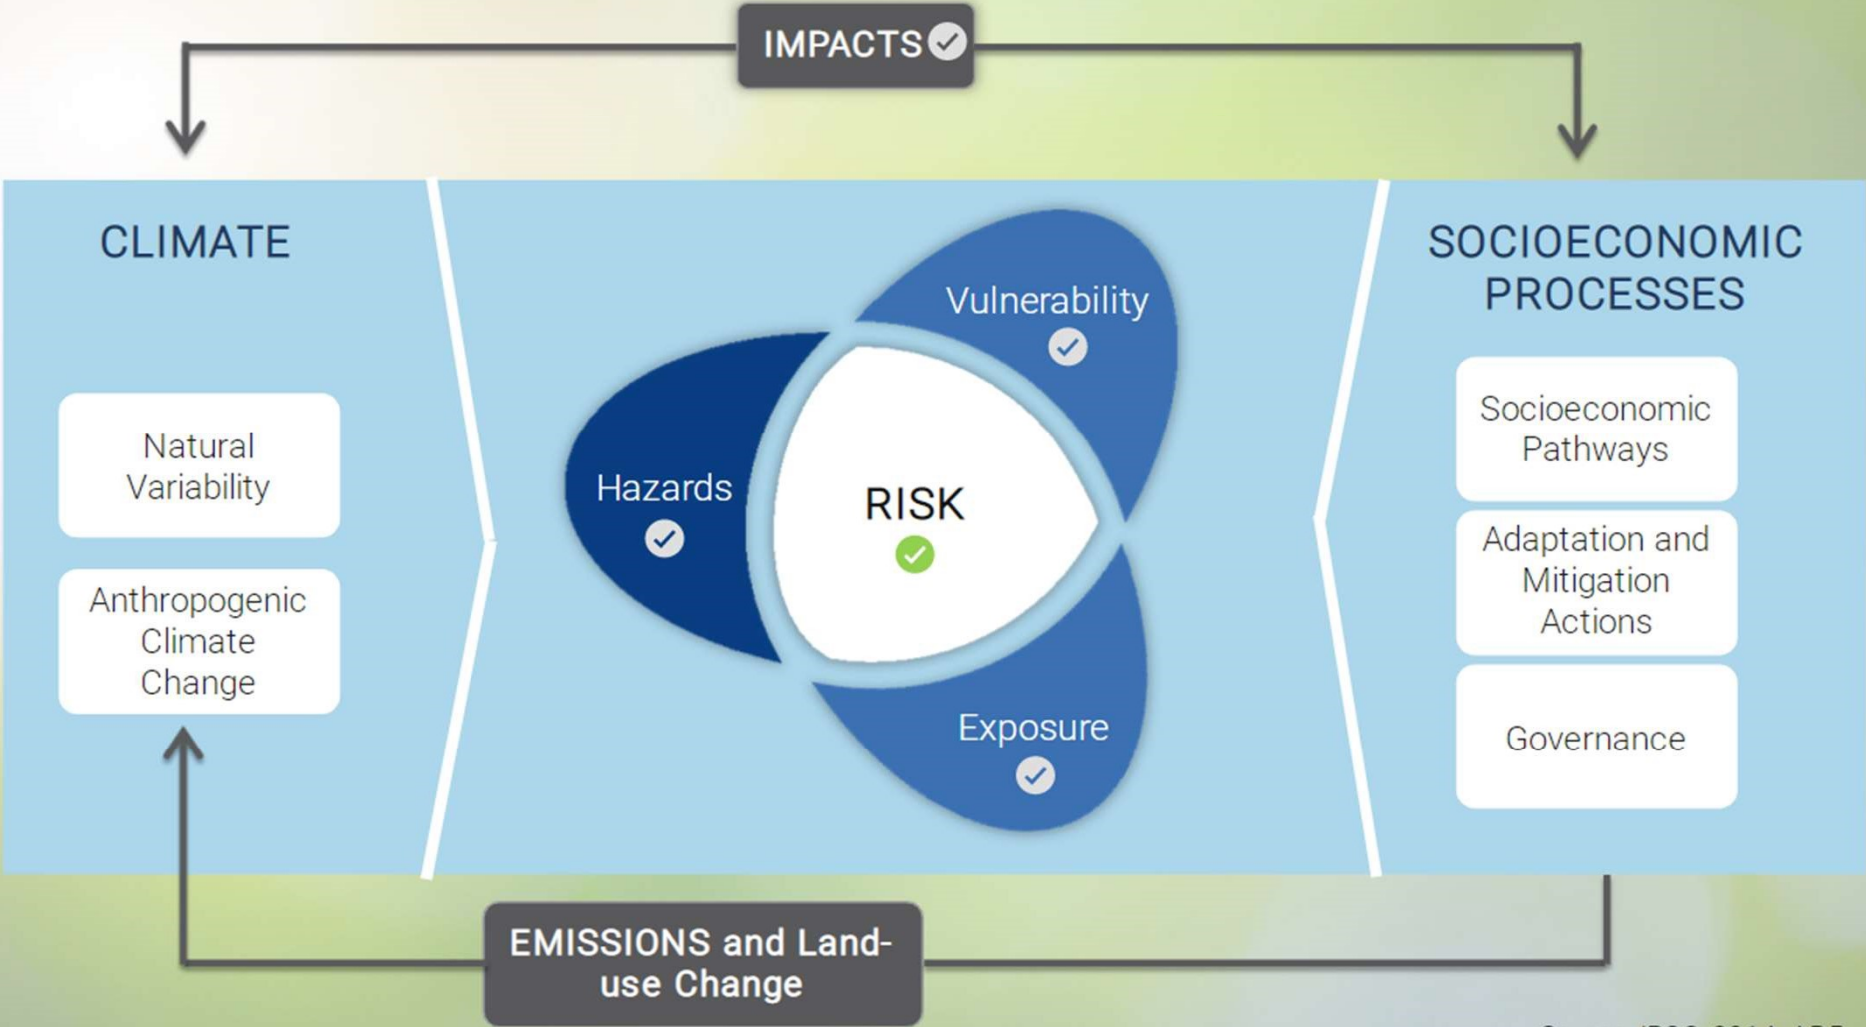 IMPACTS
CLIMATE
Natural
Variability
Anthropogenic
Climate
Change
Vulnerability
Hazards
RISK
Exposure
SOCIOECONOMIC
PROCESSES
Socioeconomic
Pathways
Adaptation and
Mitigation
Actions
Governance
EMISSIONS and Land-
use Change